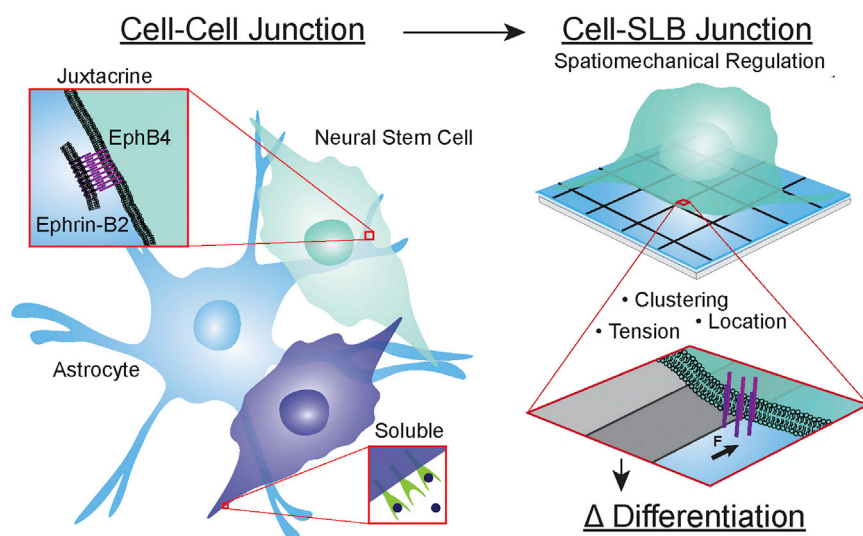 Cell-Cell Junction
Cell-SLB Junction
Spatiomechanical Regulation
Juxtacrine
EphB4
Ephrin-B2
Neural Stem Cell
Astrocyte
Soluble
• Clustering
• Tension
• Location
F
Δ Differentiation